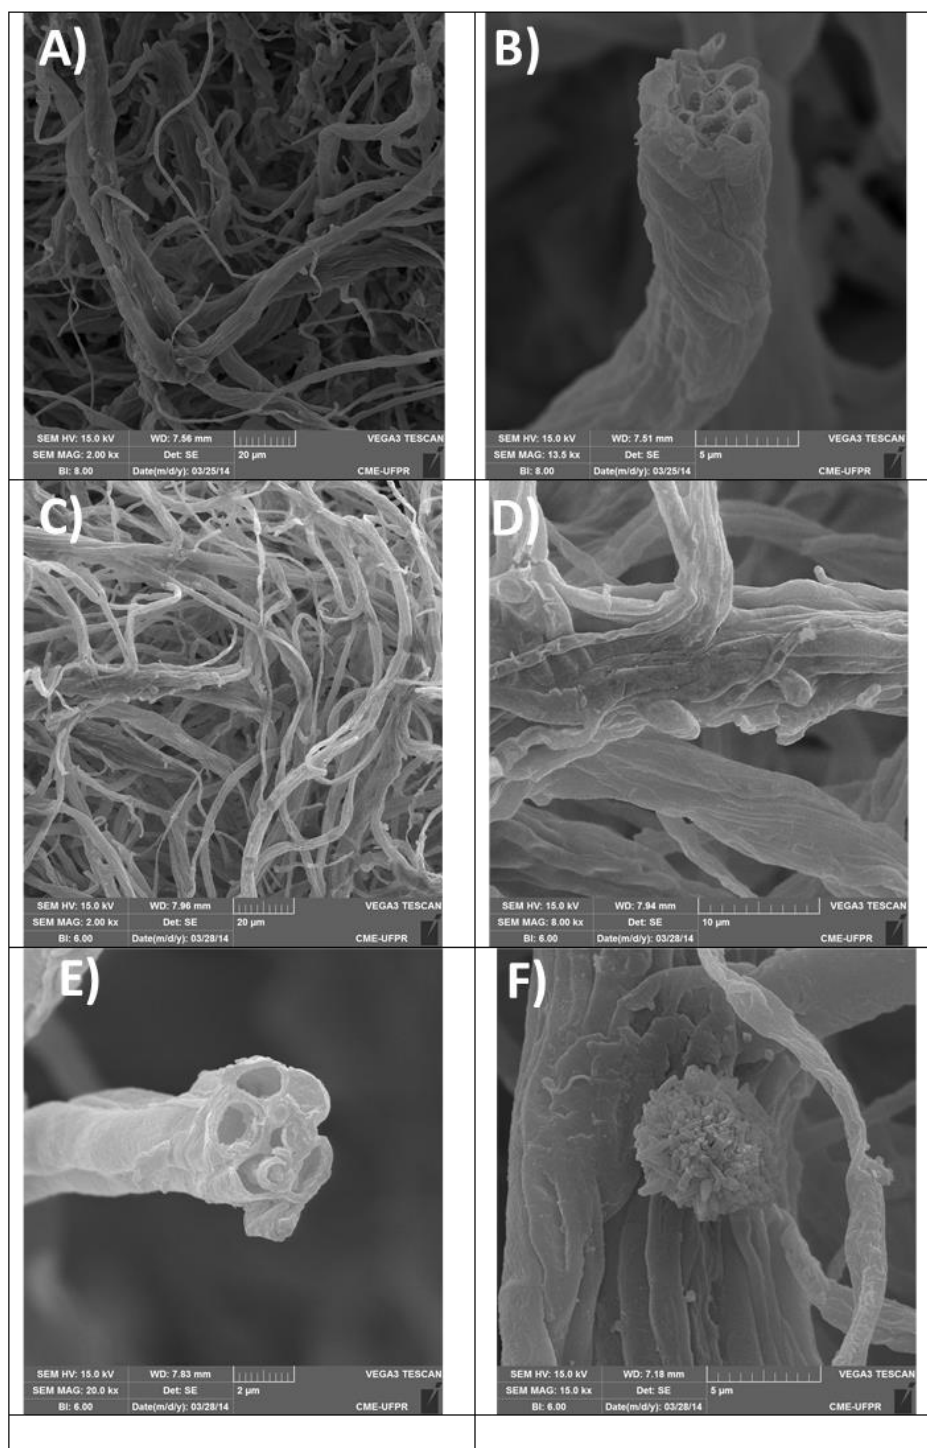 A)
SEM HV: 15.0 kV WD: 7.56 mm VEGA3 TESCAN
SEM MAG: 2.00 kx Det: SE 20 µm
BI: 8.00 Date(m/d/y): 03/25/14 CME-UFPR
B)
SEM HV: 15.0 kV WD: 7.51 mm VEGA3 TESCAN
SEM MAG: 13.5 kx Det: SE 5 µm
BI: 8.00 Date(m/d/y): 03/25/14 CME-UFPR
C)
SEM HV: 15.0 kV WD: 7.96 mm VEGA3 TESCAN
SEM MAG: 2.00 kx Det: SE 20 µm
BI: 6.00 Date(m/d/y): 03/28/14 CME-UFPR
D)
SEM HV: 15.0 kV WD: 7.94 mm VEGA3 TESCAN
SEM MAG: 8.00 kx Det: SE 10 µm
BI: 6.00 Date(m/d/y): 03/28/14 CME-UFPR
E)
SEM HV: 15.0 kV WD: 7.83 mm VEGA3 TESCAN
SEM MAG: 20.0 kx Det: SE 2 µm
BI: 6.00 Date(m/d/y): 03/28/14 CME-UFPR
F)
SEM HV: 15.0 kV WD: 7.18 mm VEGA3 TESCAN
SEM MAG: 15.0 kx Det: SE 5 µm
BI: 6.00 Date(m/d/y): 03/28/14 CME-UFPR